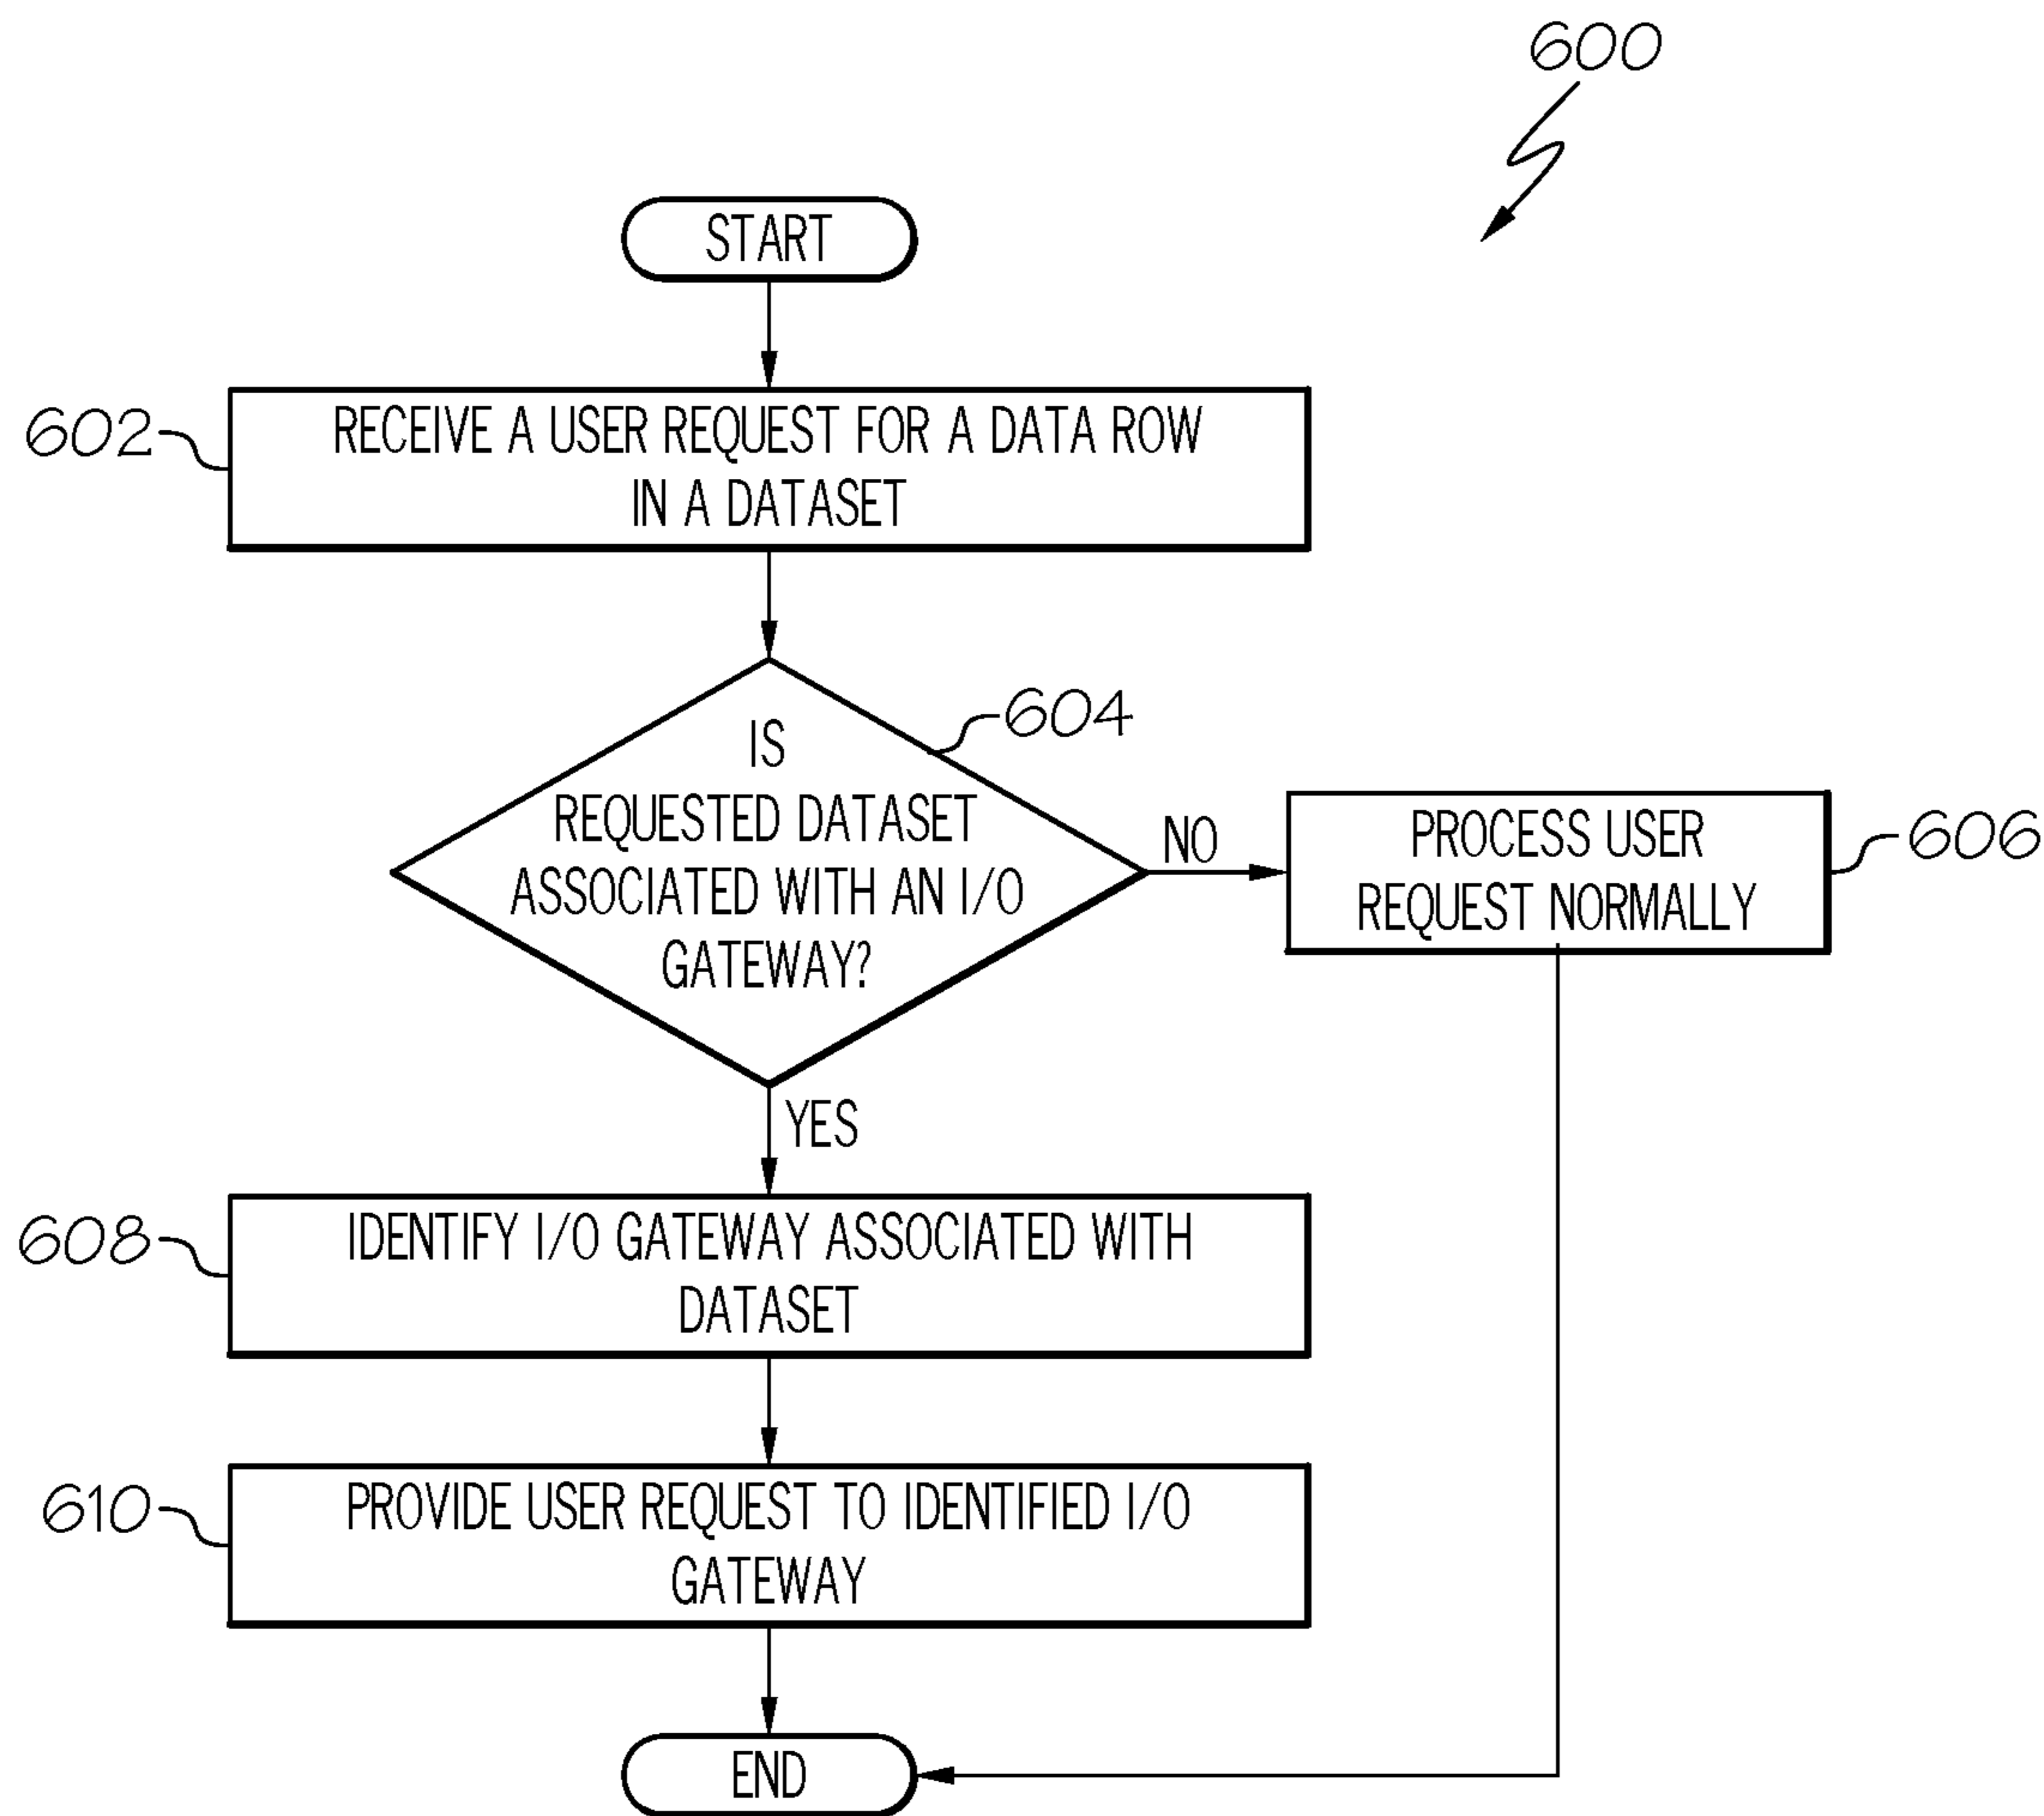 600
START
602
RECEIVE A USER REQUEST FOR A DATA ROW
IN A DATASET
604
IS
REQUESTED DATASET
ASSOCIATED WITH AN I/O
GATEWAY?
NO
PROCESS USER
REQUEST NORMALLY
606
YES
608
IDENTIFY I/O GATEWAY ASSOCIATED WITH
DATASET
610
PROVIDE USER REQUEST TO IDENTIFIED I/O
GATEWAY
END